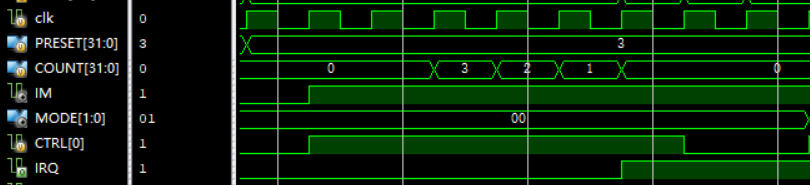 clk 0
PRESET[31:0] 3 3
COUNT[31:0] 0 0 3 2 1 0
IM 1
MODE[1:0] 01 00
CTRL[0] 1
IRQ 1